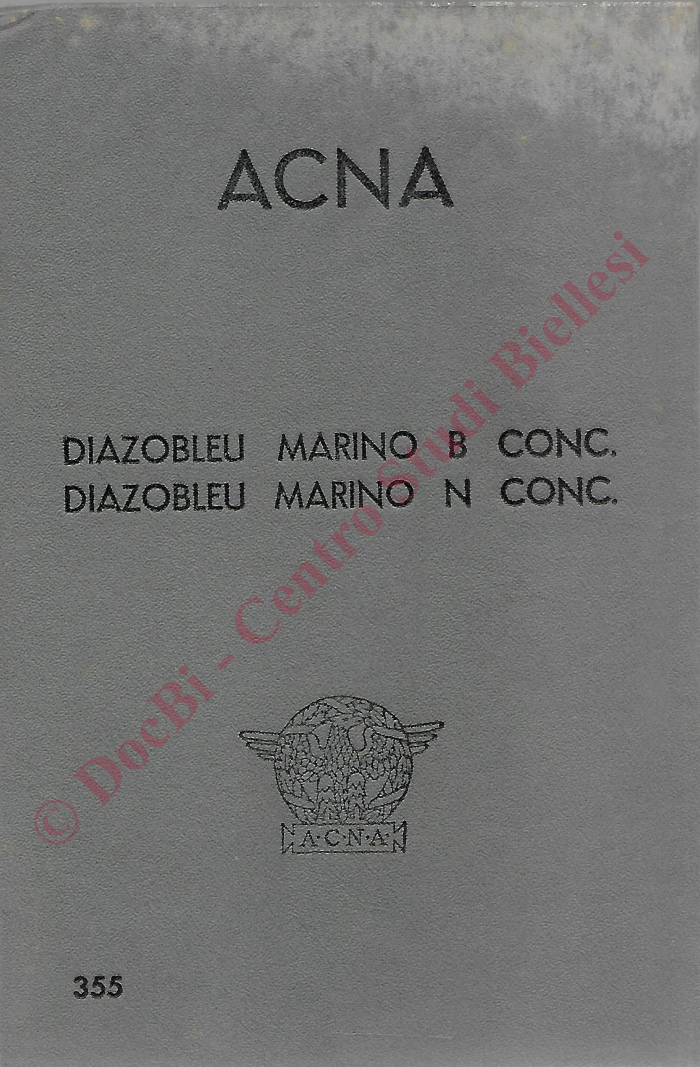 ACNA
DIAZOBLEU MARINO B CONC.
DIAZOBLEU MARINO N CONC.
© DocBi - Centro Studi Biellesi
A·C·N·A·
355